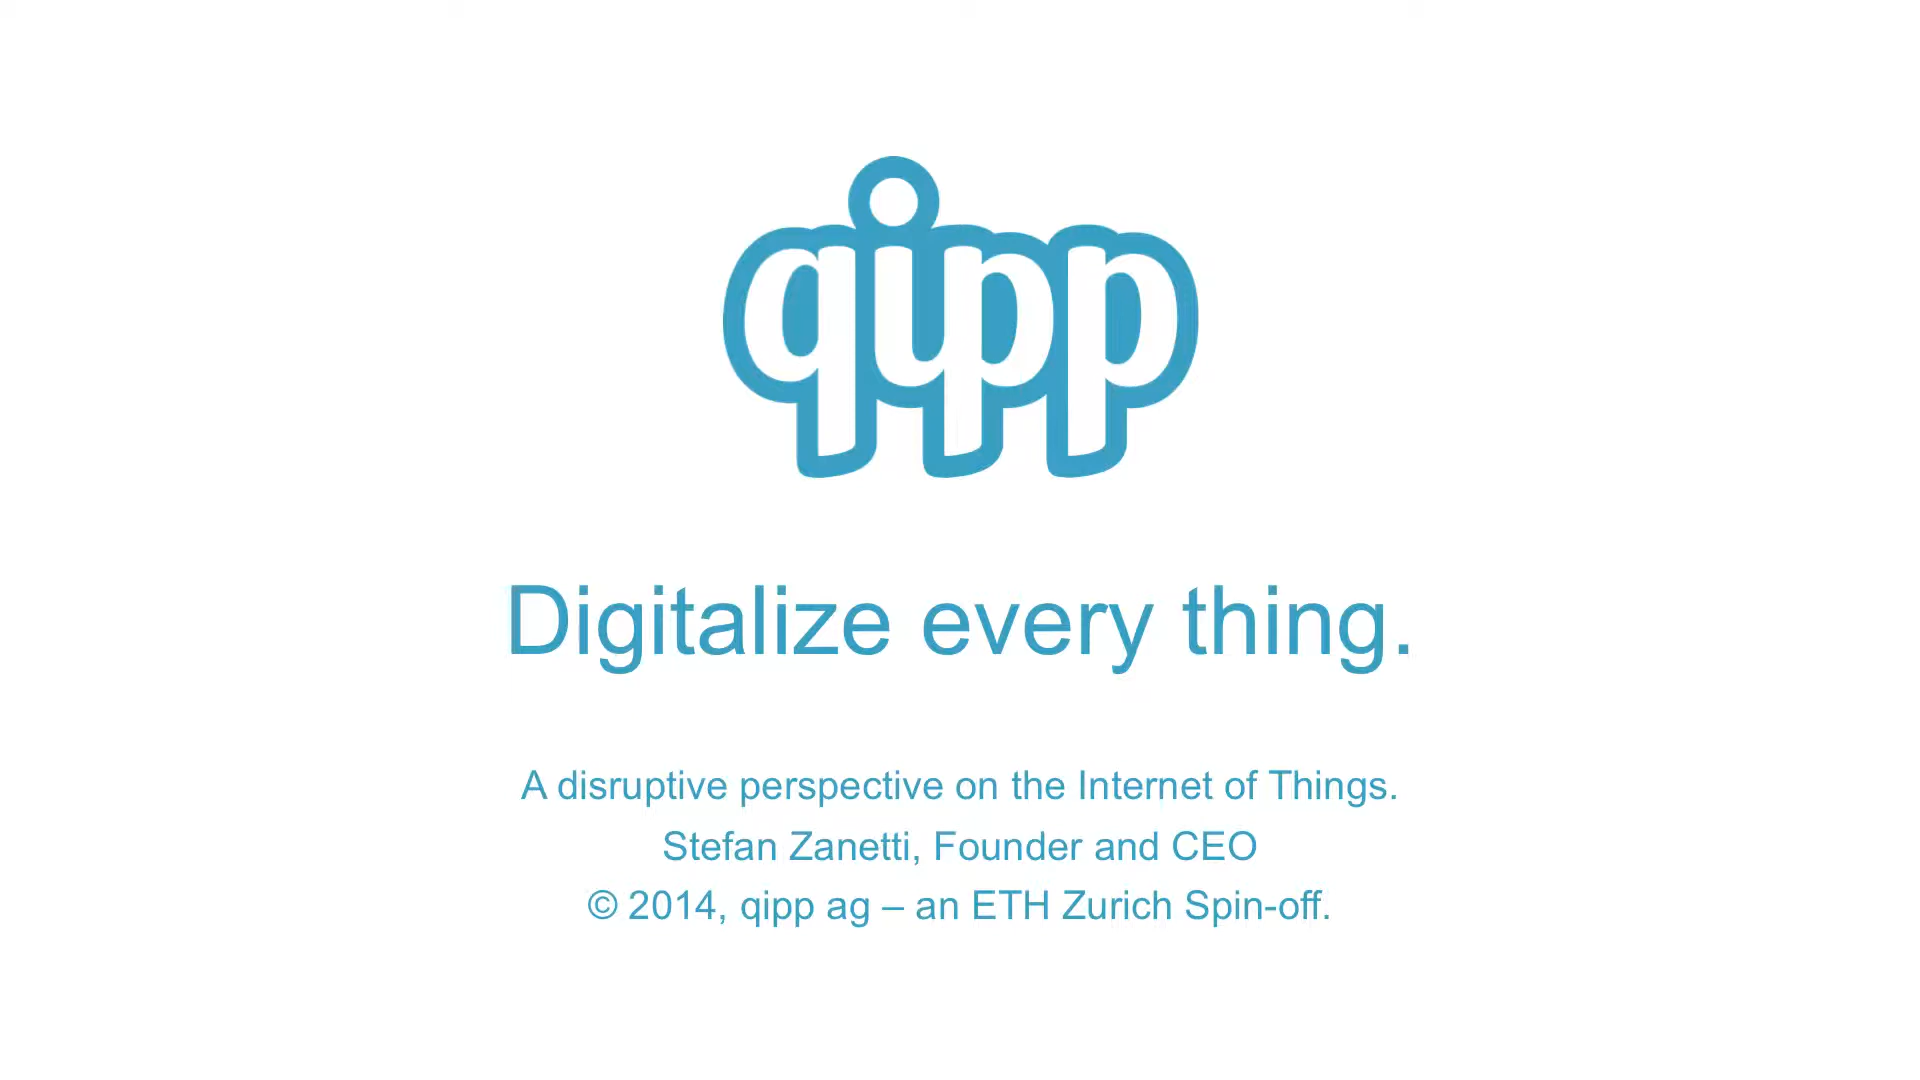 qipp
Digitalize every thing.
A disruptive perspective on the Internet of Things.
Stefan Zanetti, Founder and CEO
© 2014, qipp ag – an ETH Zurich Spin-off.